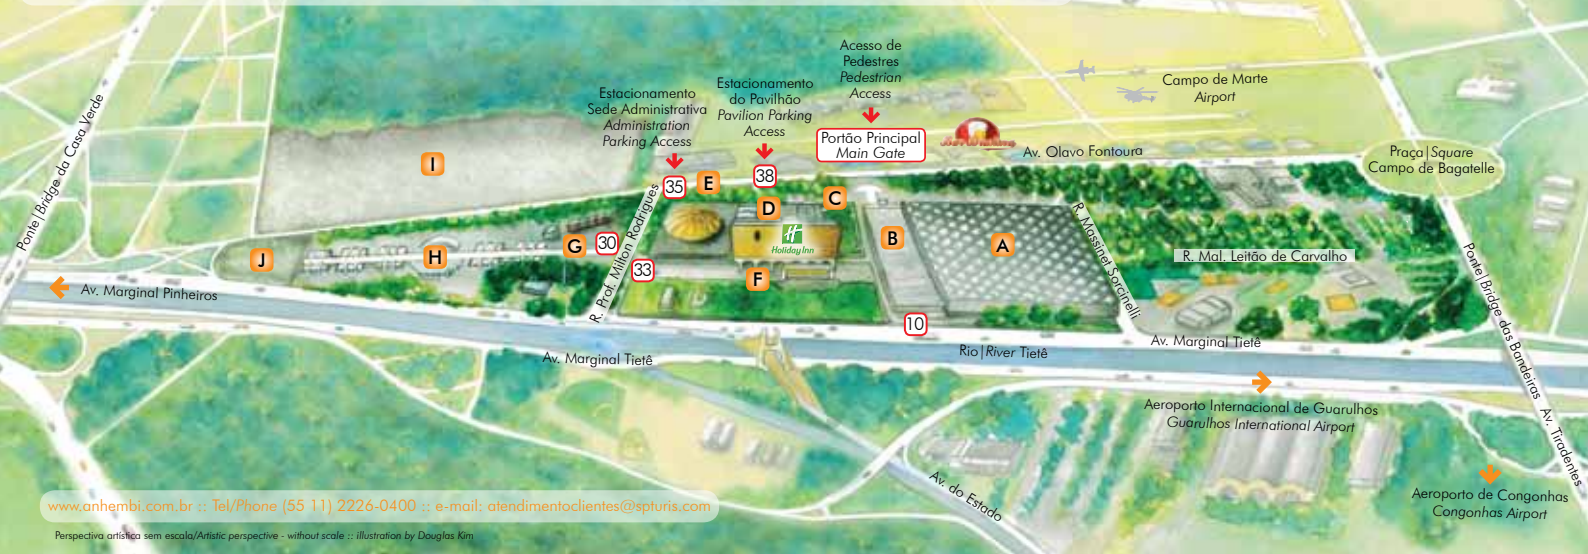 Acesso de
Pedestres
Pedestrian
Access
Estacionamento
do Pavilhão
Pavilion Parking
Access
Estacionamento
Sede Administrativa
Administration
Parking Access
Portão Principal
Main Gate
Campo de Marte
Airport
Av. Olavo Fontoura
Praça|Square
Campo de Bagatelle
Ponte|Bridge da Casa Verde
I
35
E
38
C
D
B
A
Holiday Inn
J
H
G
30
33
F
10
R. Prof. Milton Rodrigues
R. Massinet Sorcinelli
R. Mal. Leitão de Carvalho
Ponte|Bridge das Bandeiras
Av. Tiradentes
Av. Marginal Pinheiros
Av. Marginal Tietê
Rio|River Tietê
Av. Marginal Tietê
Aeroporto Internacional de Guarulhos
Guarulhos International Airport
Av. do Estado
Aeroporto de Congonhas
Congonhas Airport
www.anhembi.com.br :: Tel/Phone (55 11) 2226-0400 :: e-mail: atendimentoclientes@spturis.com
Perspectiva artística sem escala/Artistic perspective - without scale :: illustration by Douglas Kim